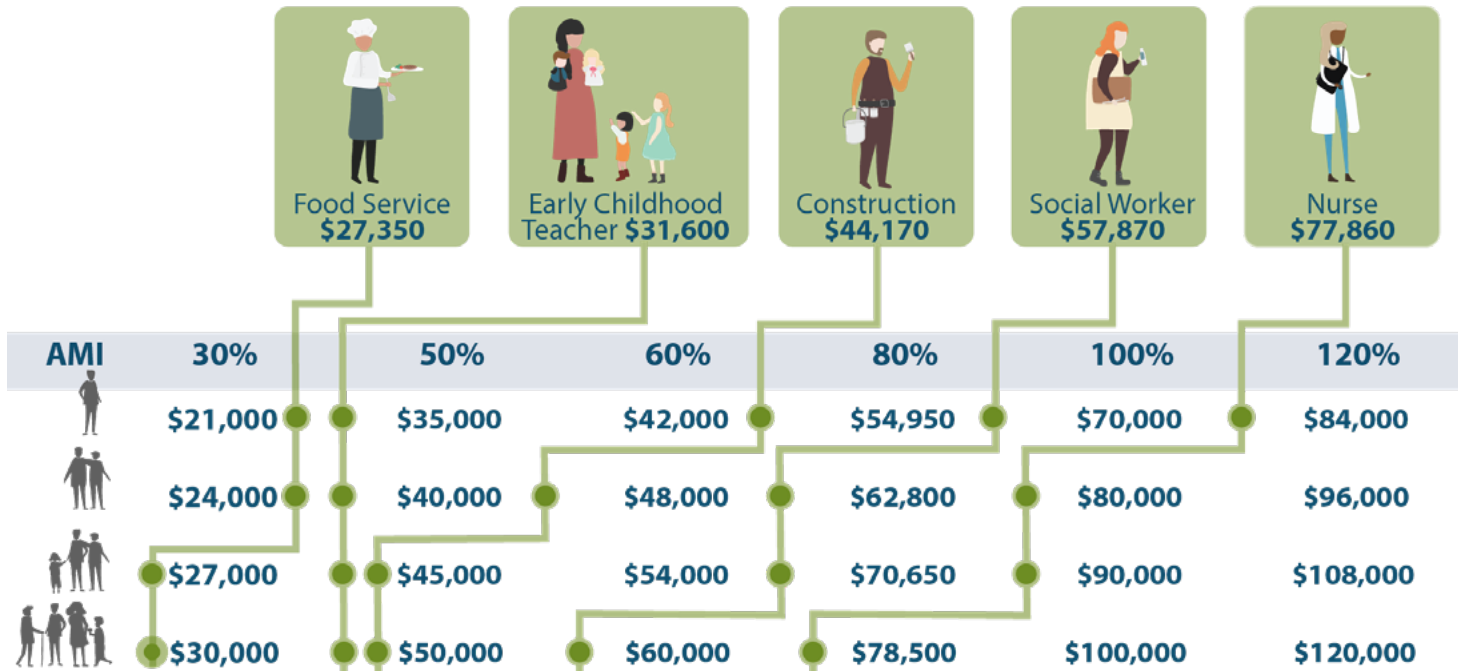 Food Service
$27,350
Early Childhood
Teacher $31,600
Construction
$44,170
Social Worker
$57,870
Nurse
$77,860
AMI 30% 50% 60% 80% 100% 120%
$21,000 $35,000 $42,000 $54,950 $70,000 $84,000
$24,000 $40,000 $48,000 $62,800 $80,000 $96,000
$27,000 $45,000 $54,000 $70,650 $90,000 $108,000
$30,000 $50,000 $60,000 $78,500 $100,000 $120,000